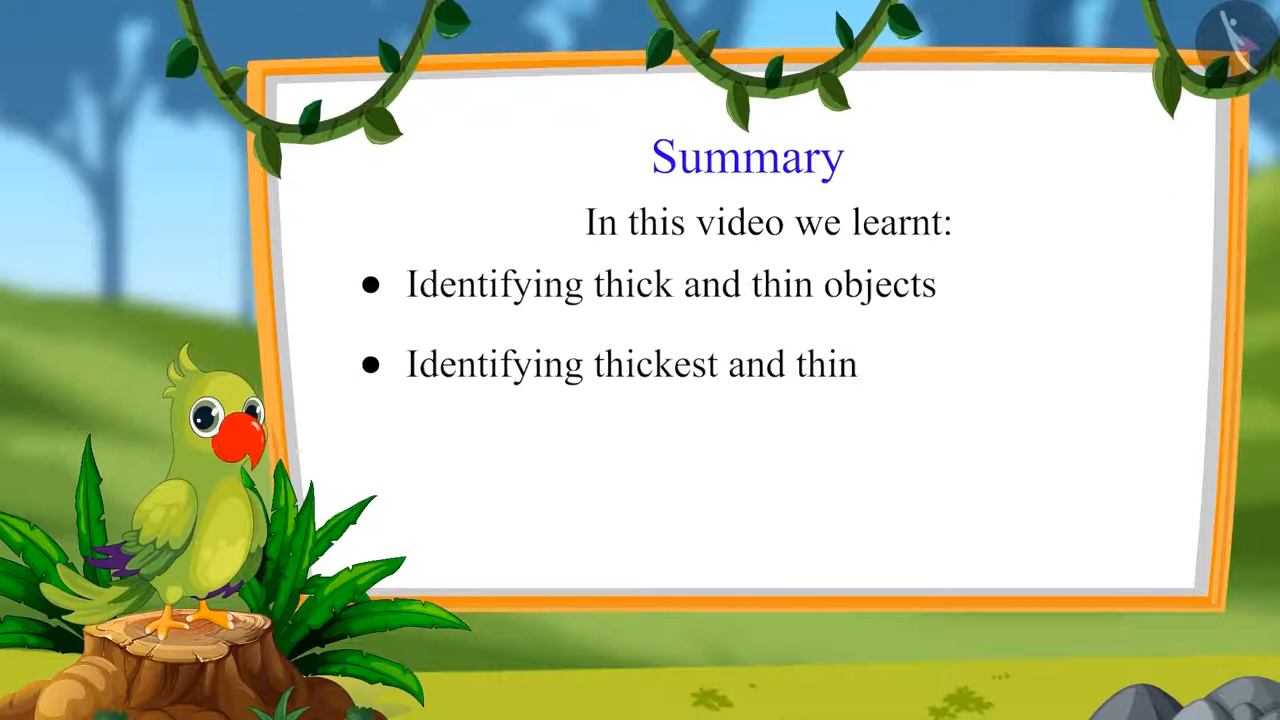 Summary
In this video we learnt:
● Identifying thick and thin objects
● Identifying thickest and thin